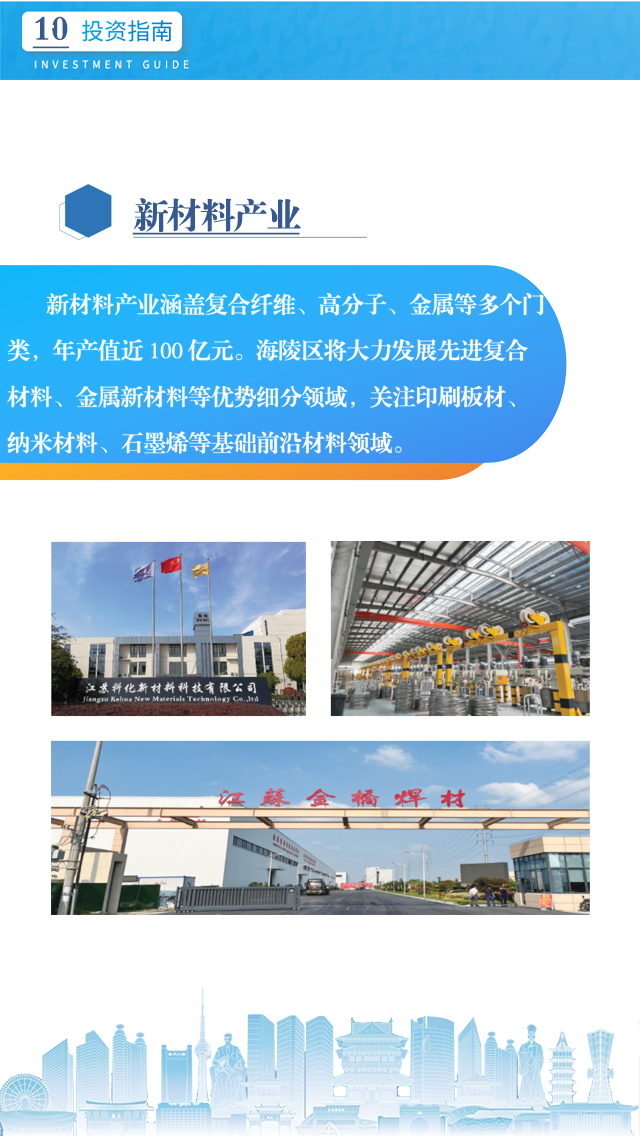 10 投资指南
INVESTMENT GUIDE
新材料产业
新材料产业涵盖复合纤维、高分子、金属等多个门
类，年产值近 100 亿元。海陵区将大力发展先进复合
材料、金属新材料等优势细分领域，关注印刷板材、
纳米材料、石墨烯等基础前沿材料领域。
江苏科化新材料科技有限公司
Jiangsu Kehua New Materials Technology Co.,ltd
江蘇金橋焊材